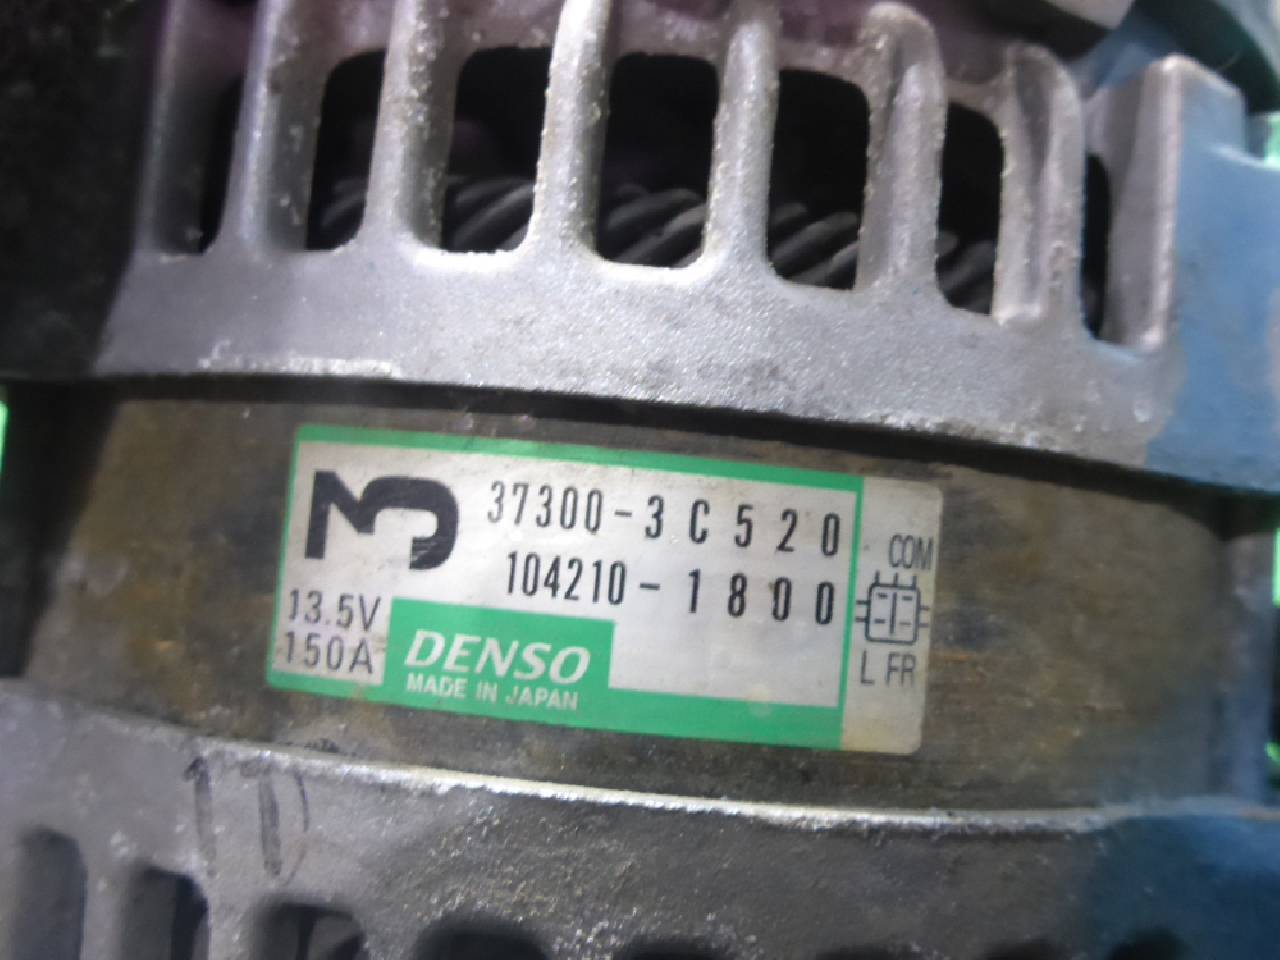 37300-3C520
104210-1800
13.5V
150A
DENSO
MADE IN JAPAN
COM
L FR